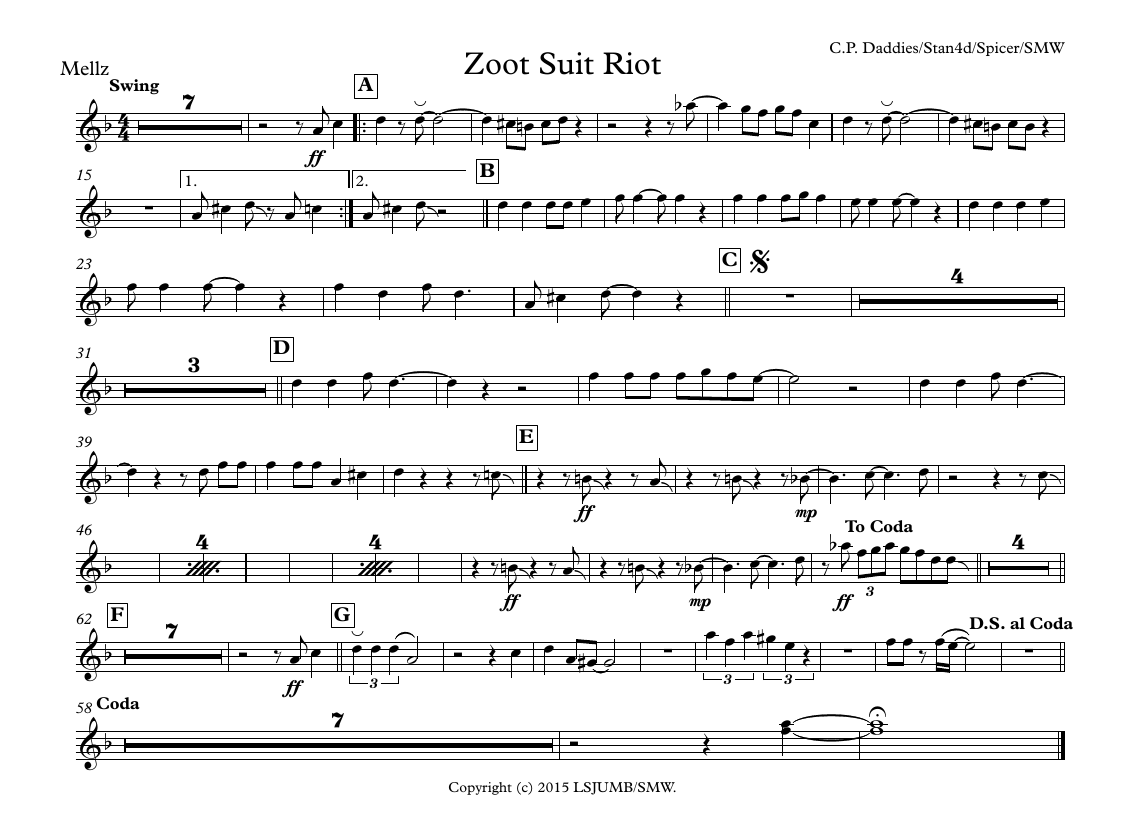 C.P. Daddies/Stan4d/Spicer/SMW
Zoot Suit Riot
Mellz
Swing
A
7
ff
15
1.
2.
B
23
C
4
31
3
D
39
E
ff
mp
46
4
4
To Coda
4
ff
mp
ff
3
62
F
7
G
D.S. al Coda
ff
3
3
3
58
Coda
7
Copyright (c) 2015 LSJUMB/SMW.